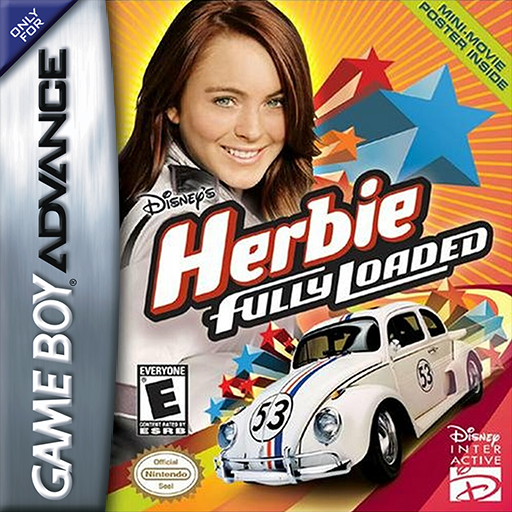 ONLY
FOR
GAME BOY ADVANCE
MINI-MOVIE
POSTER INSIDE
Disney's
Herbie
FULLY LOADED
53
53
EVERYONE
E
CONTENT RATED BY
ESRB
Official
Nintendo
Seal
Disney
INTER
ACTIVE
D